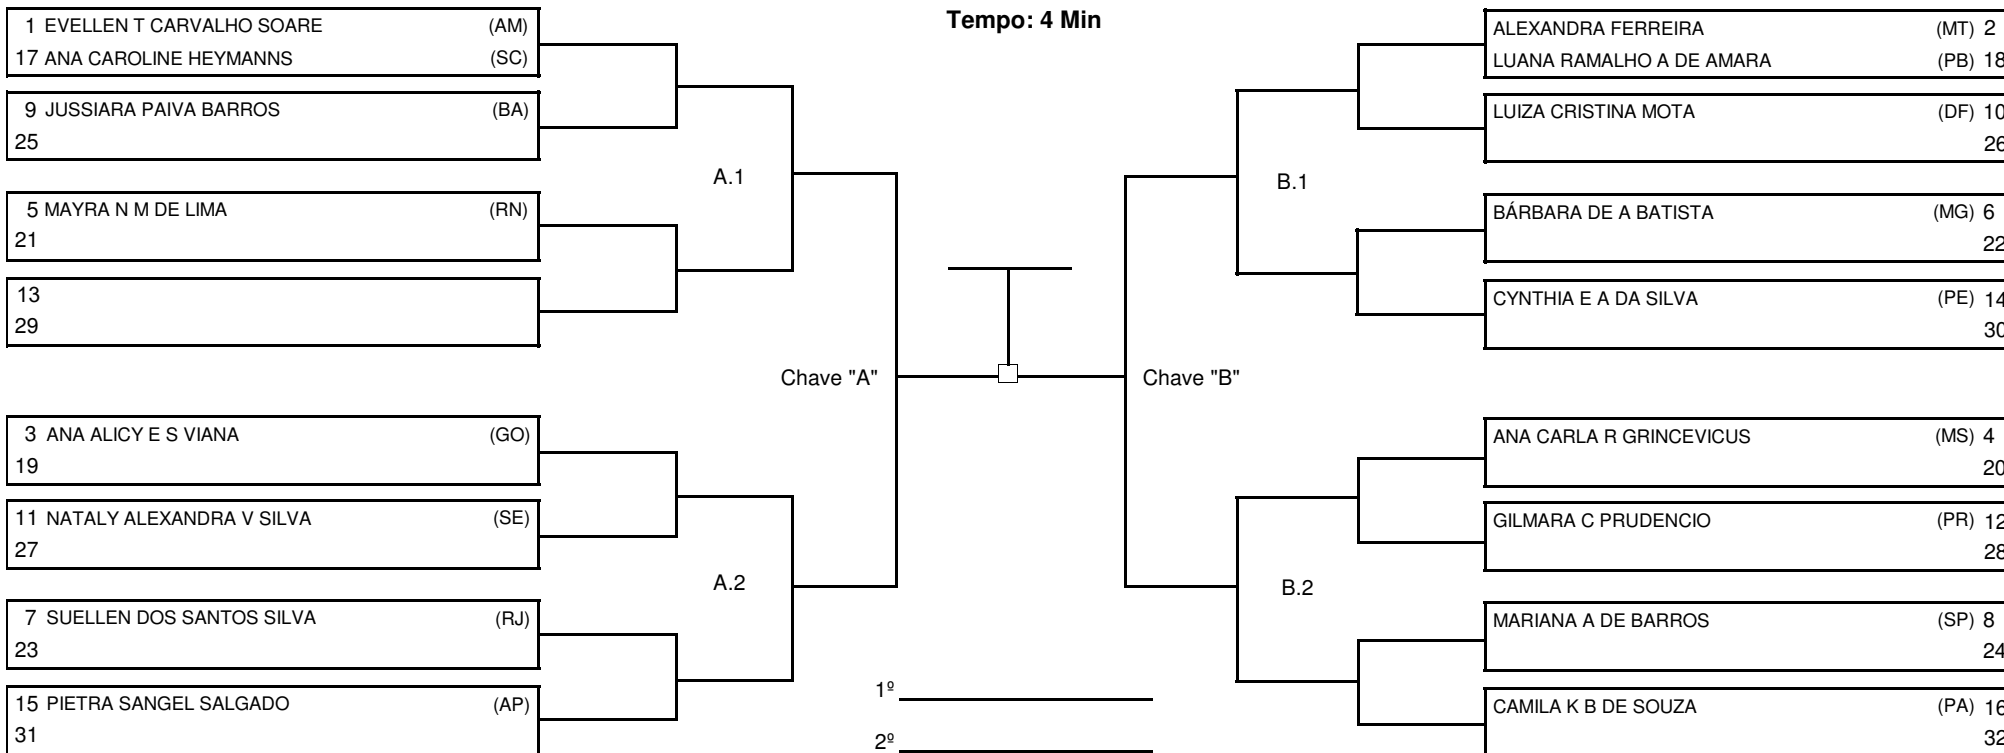 Tempo: 4 Min
1 EVELLEN T CARVALHO SOARE (AM)
17 ANA CAROLINE HEYMANNS (SC)
9 JUSSIARA PAIVA BARROS (BA)
25
A.1
5 MAYRA N M DE LIMA (RN)
21
13
29
Chave "A"
3 ANA ALICY E S VIANA (GO)
19
11 NATALY ALEXANDRA V SILVA (SE)
27
A.2
7 SUELLEN DOS SANTOS SILVA (RJ)
23
15 PIETRA SANGEL SALGADO (AP)
31
1º
2º
ALEXANDRA FERREIRA (MT) 2
LUANA RAMALHO A DE AMARA (PB) 18
LUIZA CRISTINA MOTA (DF) 10
26
B.1
BÁRBARA DE A BATISTA (MG) 6
22
CYNTHIA E A DA SILVA (PE) 14
30
Chave "B"
ANA CARLA R GRINCEVICUS (MS) 4
20
GILMARA C PRUDENCIO (PR) 12
28
B.2
MARIANA A DE BARROS (SP) 8
24
CAMILA K B DE SOUZA (PA) 16
32